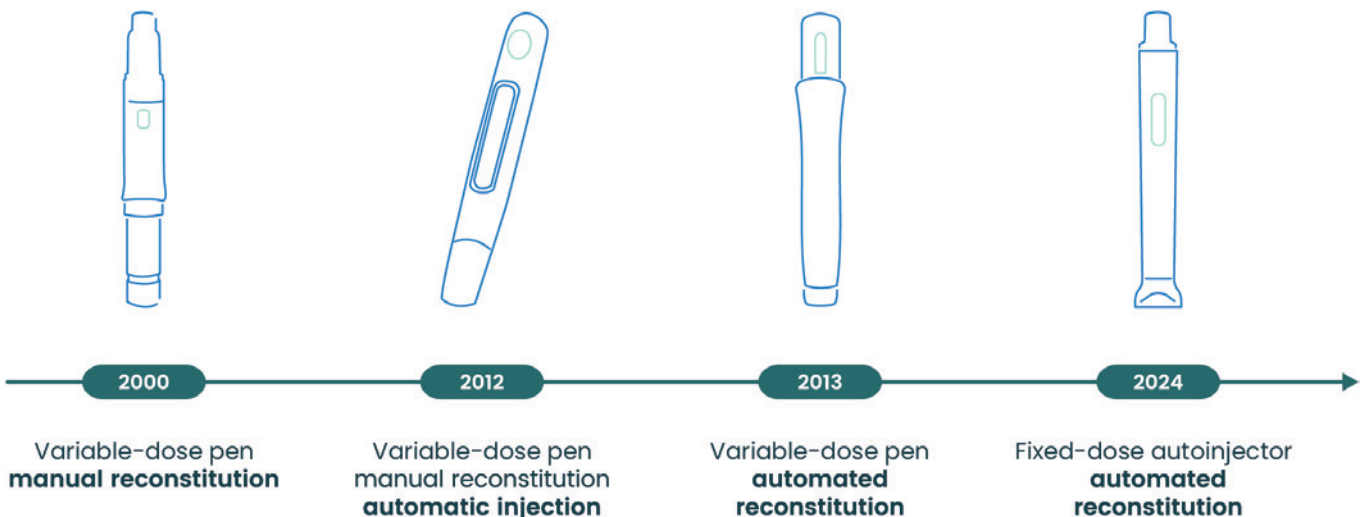 2000
2012
2013
2024
Variable-dose pen
manual reconstitution
Variable-dose pen
manual reconstitution
automatic injection
Variable-dose pen
automated
reconstitution
Fixed-dose autoinjector
automated
reconstitution